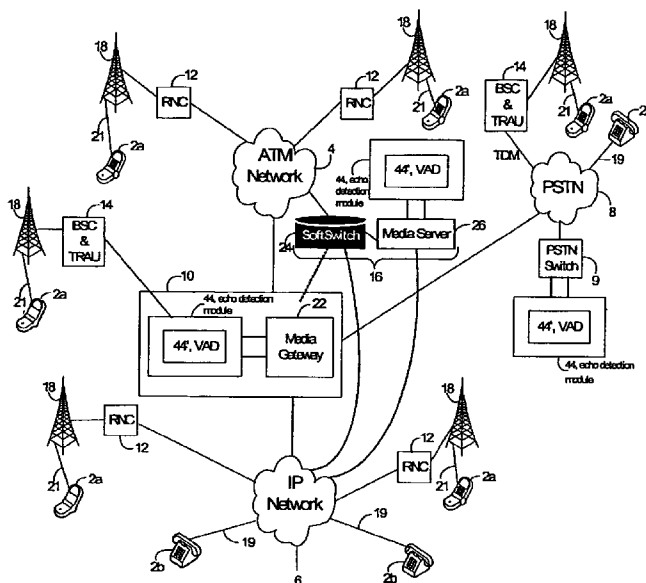 18
12
RNC
21
2a
12
RNC
18
21
2a
18
14
BSC
& TRAU
21
2a
TDM
19
ATM
Network
4
PSTN
8
44, echo
detection
module
44', VAD
SoftSwitch
24
Media Server
26
16
PSTN
Switch
9
44', VAD
44, echo detection
module
18
14
BSC
& TRAU
21
2a
10
44, echo detection
module
44', VAD
22
Media
Gateway
18
RNC
12
21
2a
12
RNC
18
21
2a
IP
Network
6
19
2b
19
2b